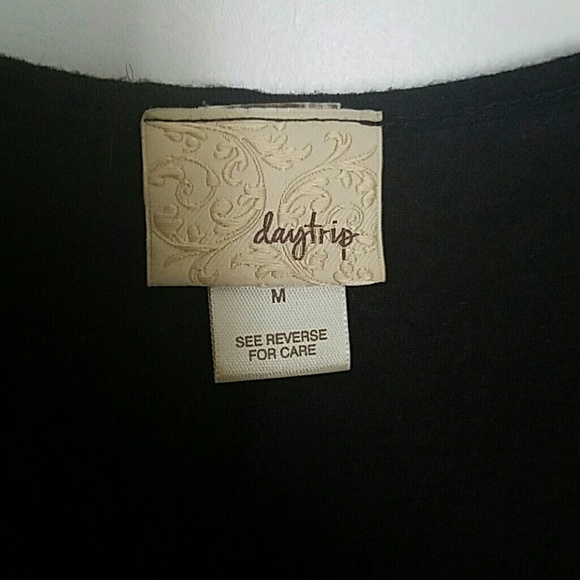 daytrip
M
SEE REVERSE
FOR CARE